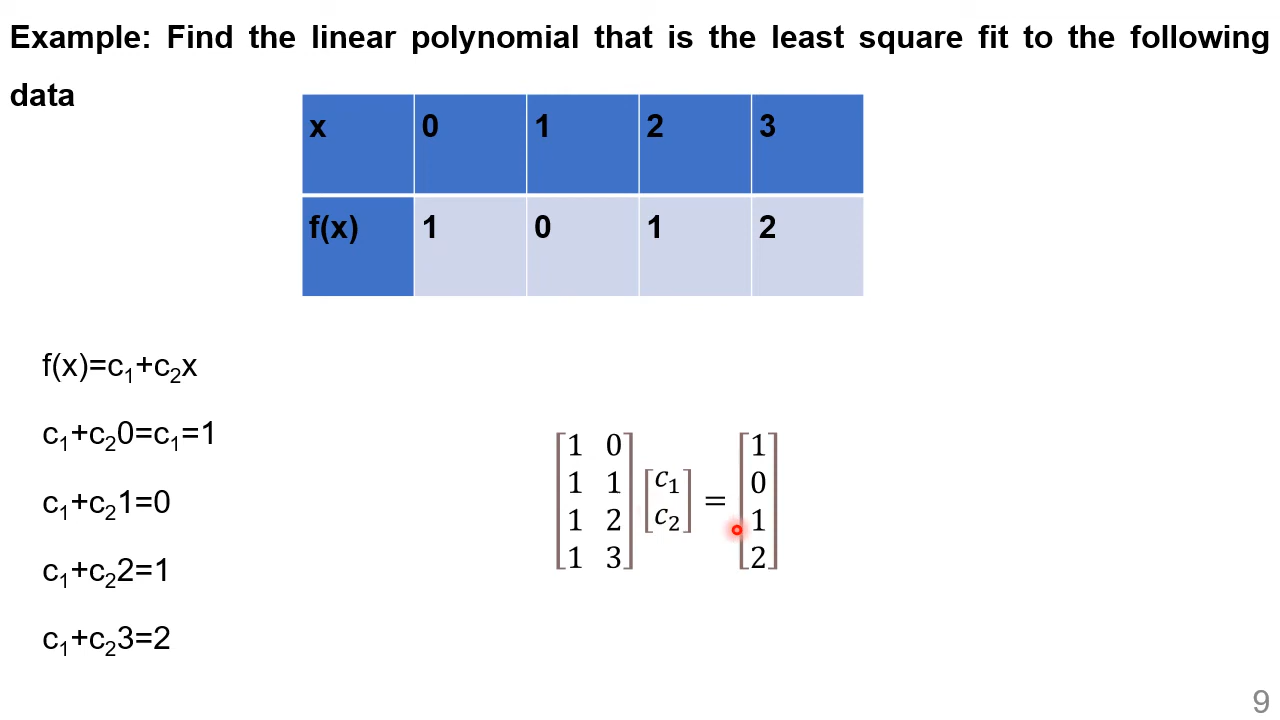 Example: Find the linear polynomial that is the least square fit to the following
data
x 0 1 2 3
f(x) 1 0 1 2
f(x)=c₁+c₂x
c₁+c₂0=c₁=1
c₁+c₂1=0
c₁+c₂2=1
c₁+c₂3=2
1 0 1
1 1 c₁ 0
1 2 c₂ = 1
1 3 2
9